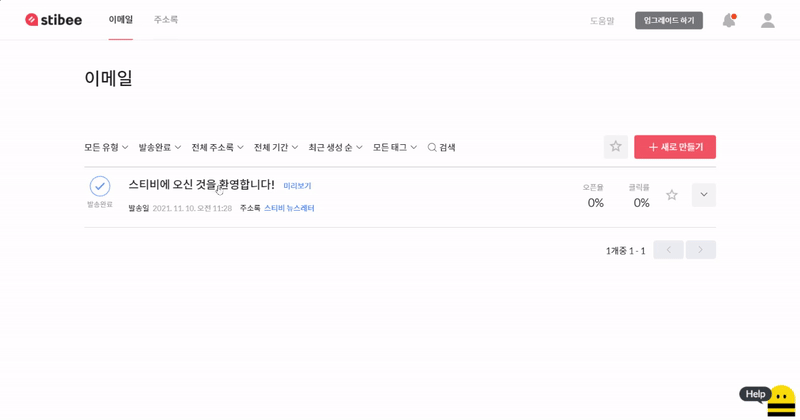 stibee 이메일 주소록 도움말 업그레이드 하기
이메일
모든 유형 발송완료 전체 주소록 전체 기간 최근 생성 순 모든 태그 검색 + 새로 만들기
스티비에 오신 것을 환영합니다! 미리보기 오픈율 클릭률
발송완료 발송일 2021. 11. 10. 오전 11:28 주소록 스티비 뉴스레터 0% 0%
1개중 1 - 1
Help